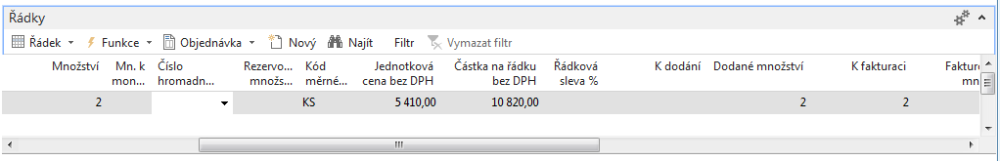 Řádky
Řádek Funkce Objednávka Nový Najít Filtr Vymazat filtr
Množství Mn. k Číslo Rezervo... Kód Jednotková Částka na řádku Řádková K dodání Dodané množství K fakturaci Fakturo
mon... hromadn... množs... měrné... cena bez DPH bez DPH sleva % mn
2 KS 5 410,00 10 820,00 2 2